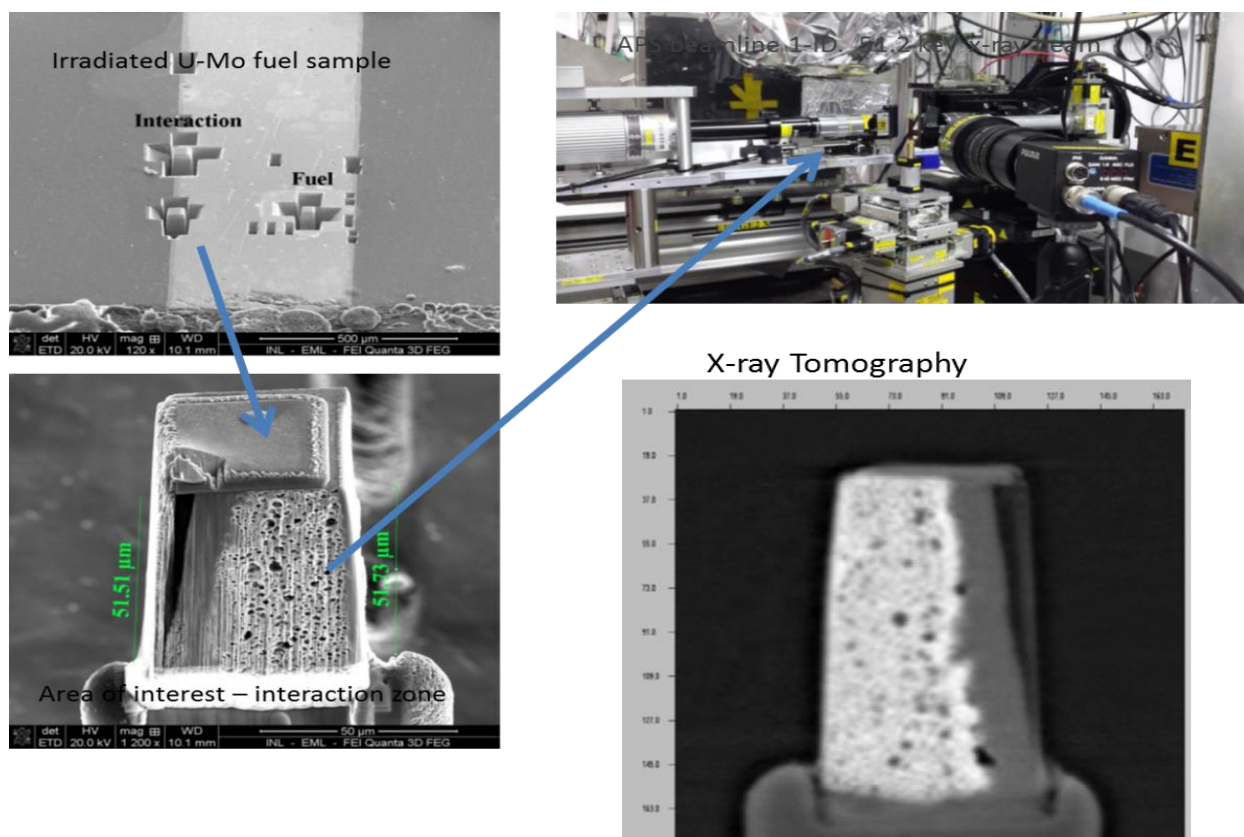 Irradiated U-Mo fuel sample
Interaction
Fuel
det HV mag WD 500 µm
ETD 20.0 kV 120 x 10.1 mm INL - EML - FEI Quanta 3D FEG
APS beamline 1-ID. 51.2 keV x-ray beam
E
51.51 µm
51.73 µm
Area of interest – interaction zone
det HV mag WD 50 µm
ETD 20.0 kV 1 200 x 10.1 mm INL - EML - FEI Quanta 3D FEG
X-ray Tomography
1.0 19.0 37.0 55.0 73.0 91.0 109.0 127.0 145.0 163.0
1.0
19.0
37.0
55.0
73.0
91.0
109.0
127.0
145.0
163.0